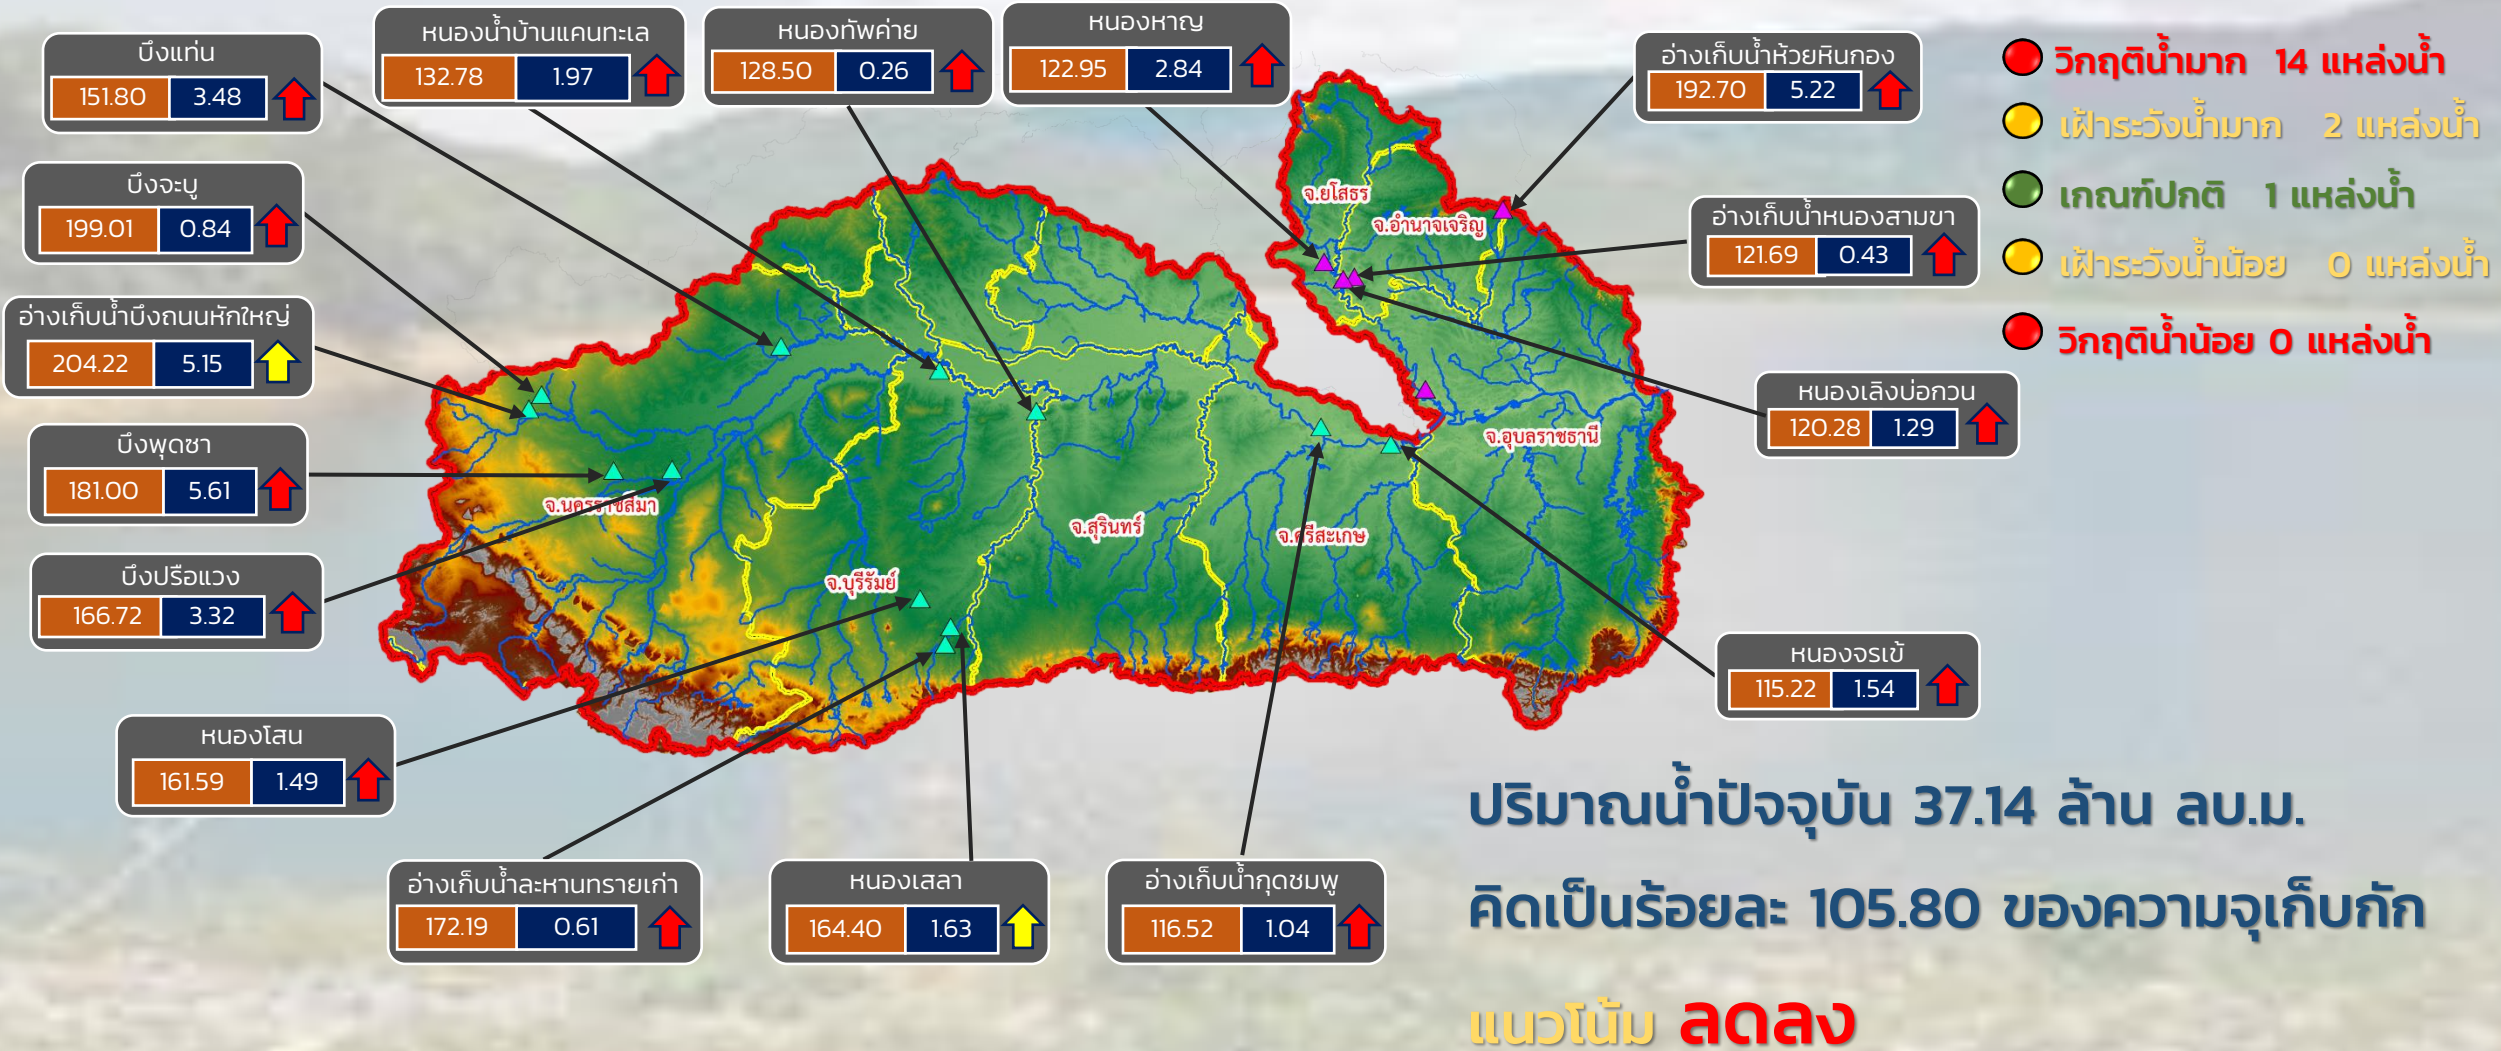 บึงแท่น
151.80 3.48
หนองน้ำบ้านแคนทะเล
132.78 1.97
หนองทัพค่าย
128.50 0.26
หนองหาญ
122.95 2.84
อ่างเก็บน้ำห้วยหินกอง
192.70 5.22
วิกฤติน้ำมาก 14 แหล่งน้ำ
เฝ้าระวังน้ำมาก 2 แหล่งน้ำ
เกณฑ์ปกติ 1 แหล่งน้ำ
เฝ้าระวังน้ำน้อย 0 แหล่งน้ำ
วิกฤติน้ำน้อย 0 แหล่งน้ำ
บึงจะบู
199.01 0.84
อ่างเก็บน้ำหนองสามขา
121.69 0.43
อ่างเก็บน้ำบึงถนนหักใหญ่
204.22 5.15
หนองเลิงบ่อกวน
120.28 1.29
บึงพุดซา
181.00 5.61
บึงปรือแวง
166.72 3.32
หนองจรเข้
115.22 1.54
หนองโสน
161.59 1.49
อ่างเก็บน้ำละหานทรายเก่า
172.19 0.61
หนองเสลา
164.40 1.63
อ่างเก็บน้ำกุดชมพู
116.52 1.04
จ.ยโสธร
จ.อำนาจเจริญ
จ.อุบลราชธานี
จ.นครราชสีมา
จ.สุรินทร์
จ.ศรีสะเกษ
จ.บุรีรัมย์
ปริมาณน้ำปัจจุบัน 37.14 ล้าน ลบ.ม.
คิดเป็นร้อยละ 105.80 ของความจุเก็บกัก
แนวโน้ม ลดลง